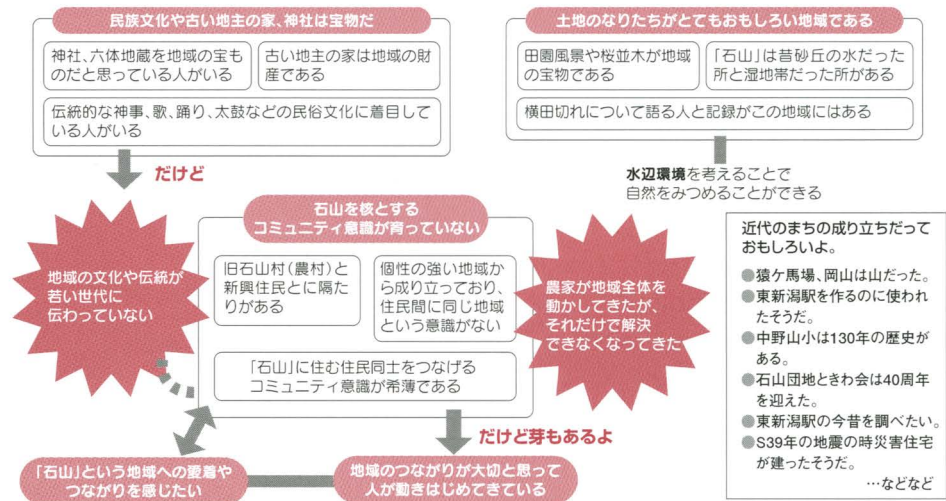 民族文化や古い地主の家、神社は宝物だ
神社、六体地蔵を地域の宝も
のだと思っている人がいる
古い地主の家は地域の財
産である
伝統的な神事、歌、踊り、太鼓などの民俗文化に着目して
いる人がいる
土地のなりたちがとてもおもしろい地域である
田園風景や桜並木が地域
の宝物である
「石山」は昔砂丘の水だった
所と湿地帯だった所がある
横田切れについて語る人と記録がこの地域にはある
だけど
水辺環境を考えることで
自然をみつめることができる
地域の文化や伝統が
若い世代に
伝わっていない
石山を核とする
コミュニティ意識が育っていない
旧石山村（農村）と
新興住民とに隔た
りがある
個性の強い地域か
ら成り立っており、
住民間に同じ地域
という意識がない
「石山」に住む住民同士をつなげる
コミュニティ意識が希薄である
農家が地域全体を
動かしてきたが、
それだけで解決
できなくなってきた
だけど芽もあるよ
「石山」という地域への愛着や
つながりを感じたい
地域のつながりが大切と思って
人が動きはじめてきている
近代のまちの成り立ちだって
おもしろいよ。
●猿ケ馬場、岡山は山だった。
●東新潟駅を作るのに使われ
たそうだ。
●中野山小は130年の歴史が
ある。
●石山団地ときわ会は40周年
を迎えた。
●東新潟駅の今昔を調べたい。
●S39年の地震の時災害住宅
が建ったそうだ。
…などなど